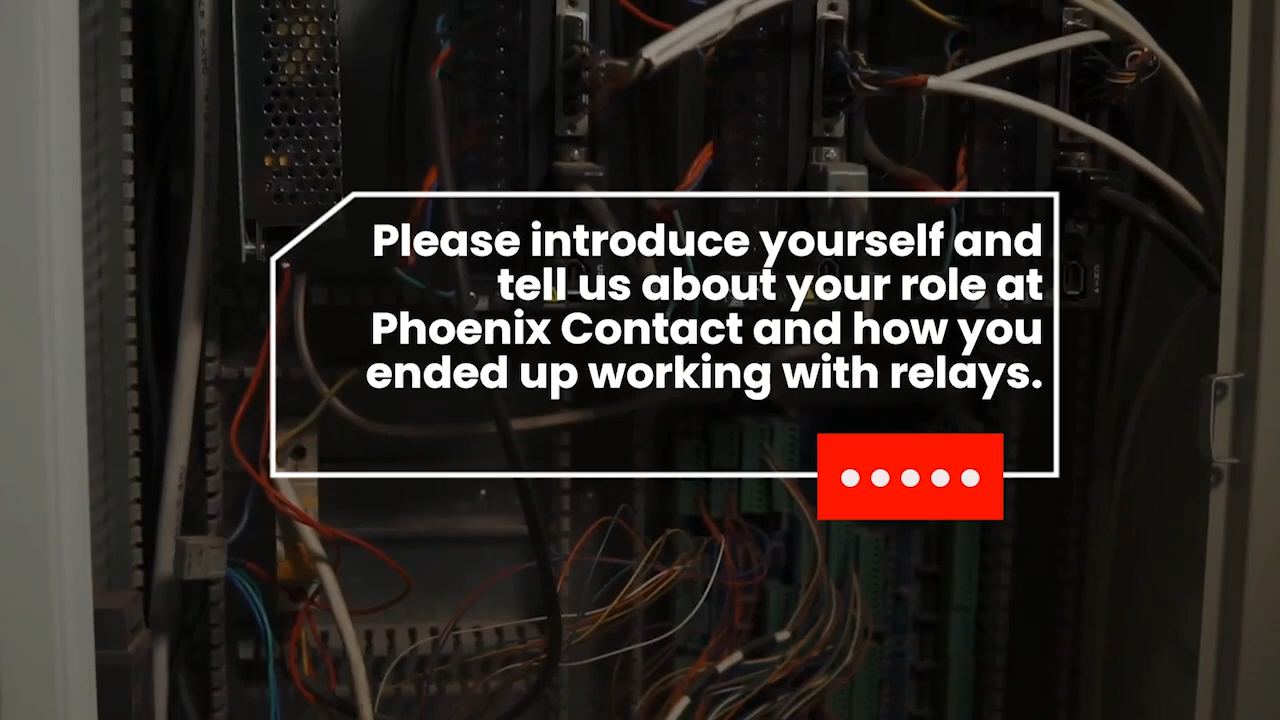 Please introduce yourself and
tell us about your role at
Phoenix Contact and how you
ended up working with relays.